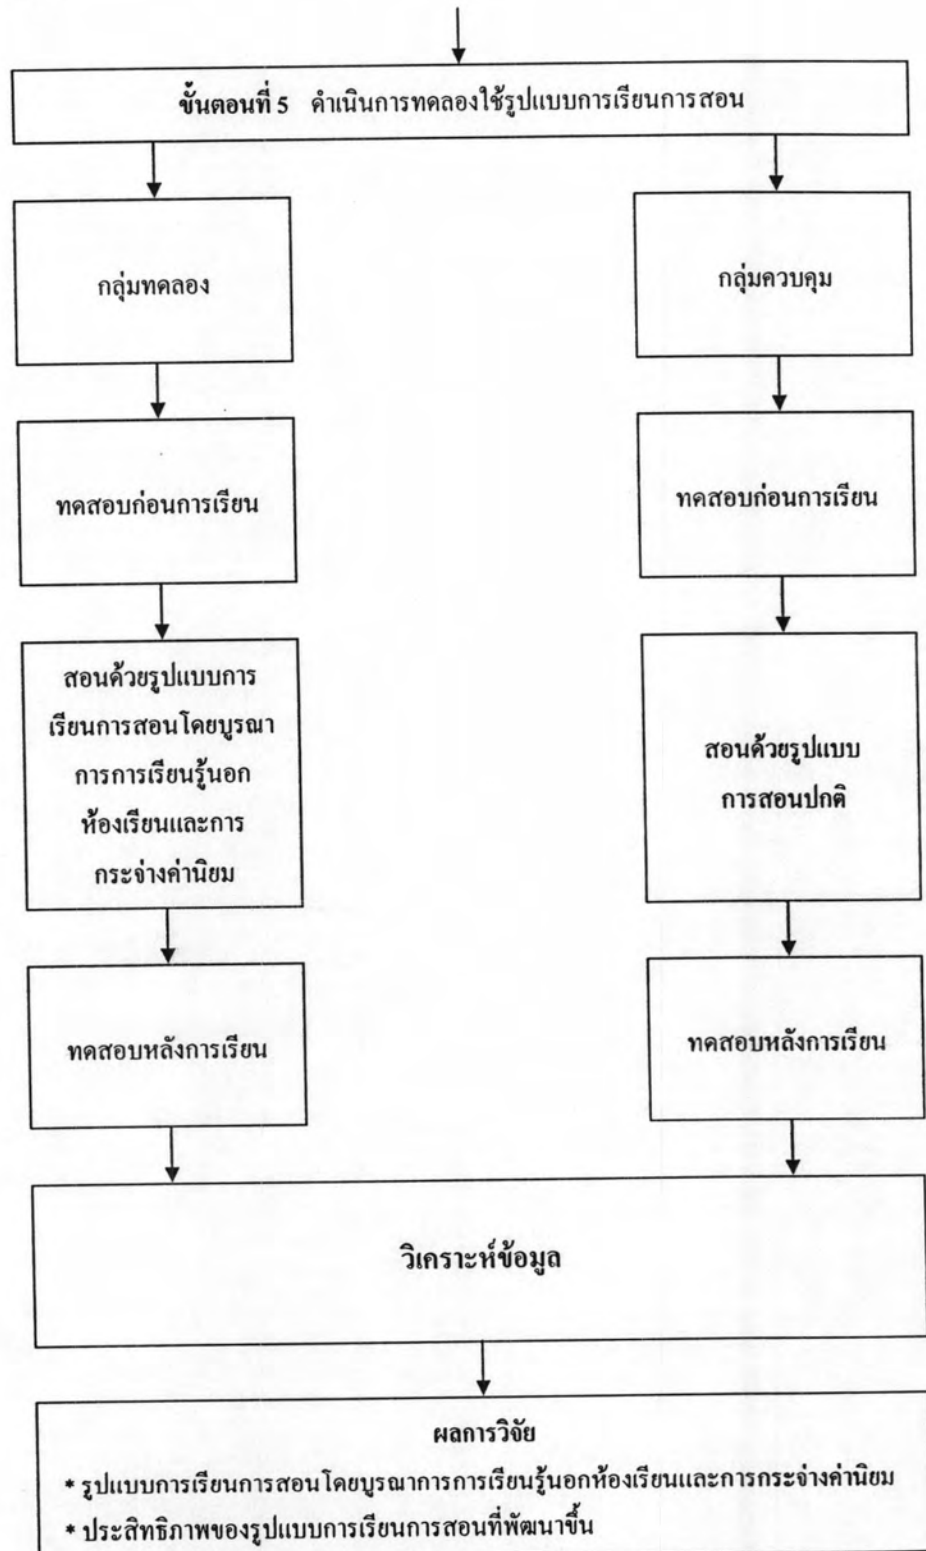 ขั้นตอนที่ 5 ดำเนินการทดลองใช้รูปแบบการเรียนการสอน
กลุ่มทดลอง
กลุ่มควบคุม
ทดสอบก่อนการเรียน
ทดสอบก่อนการเรียน
สอนด้วยรูปแบบการ
เรียนการสอนโดยบูรณา
การการเรียนรู้นอก
ห้องเรียนและการ
กระจ่างค่านิยม
สอนด้วยรูปแบบ
การสอนปกติ
ทดสอบหลังการเรียน
ทดสอบหลังการเรียน
วิเคราะห์ข้อมูล
ผลการวิจัย
* รูปแบบการเรียนการสอนโดยบูรณาการการเรียนรู้นอกห้องเรียนและการกระจ่างค่านิยม
* ประสิทธิภาพของรูปแบบการเรียนการสอนที่พัฒนาขึ้น